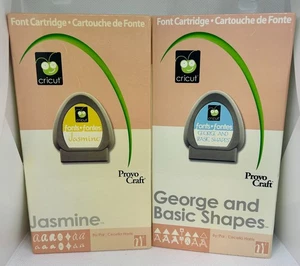 Font Cartridge • Cartouche de Fonte
cricut
fonts • fontes
Jasmine
Provo
Craft
Jasmine
Font Cartridge • Cartouche de Fonte
cricut
Fonts • Fontes
GEORGE AND
BASIC SHAPES
Provo
Craft
George and
Basic Shapes